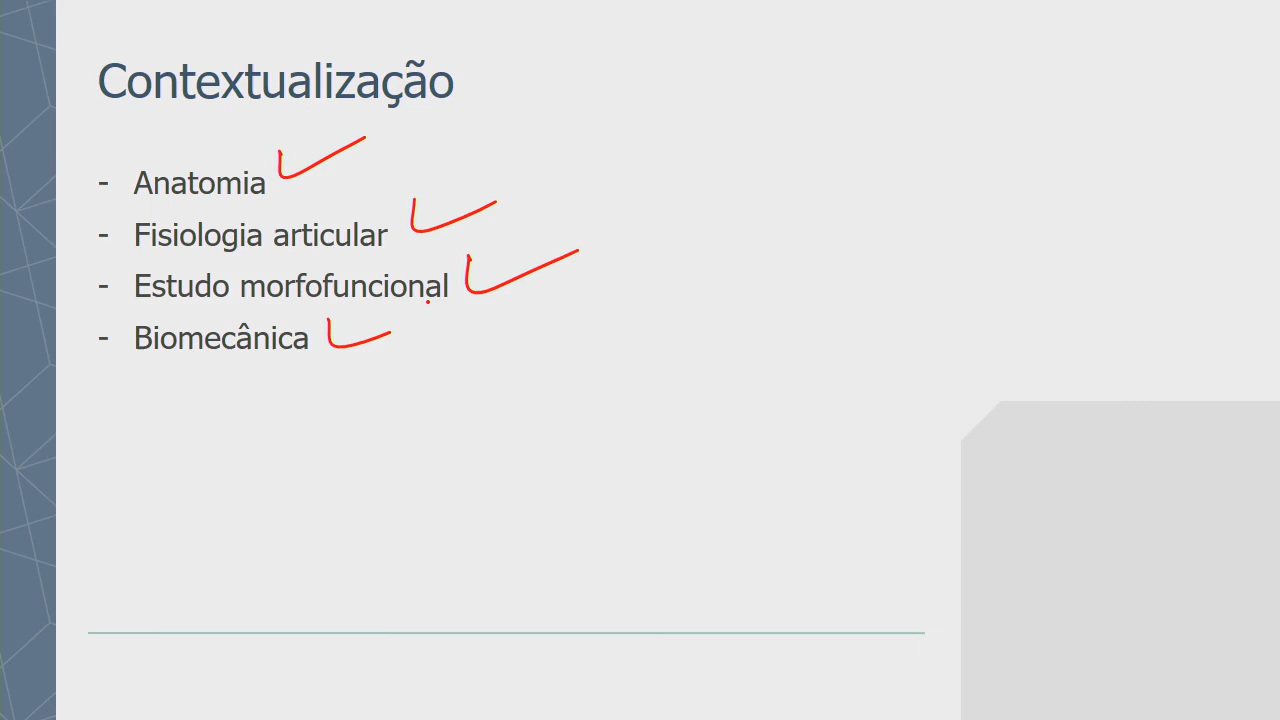 Contextualização
- Anatomia
- Fisiologia articular
- Estudo morfofuncional
- Biomecânica